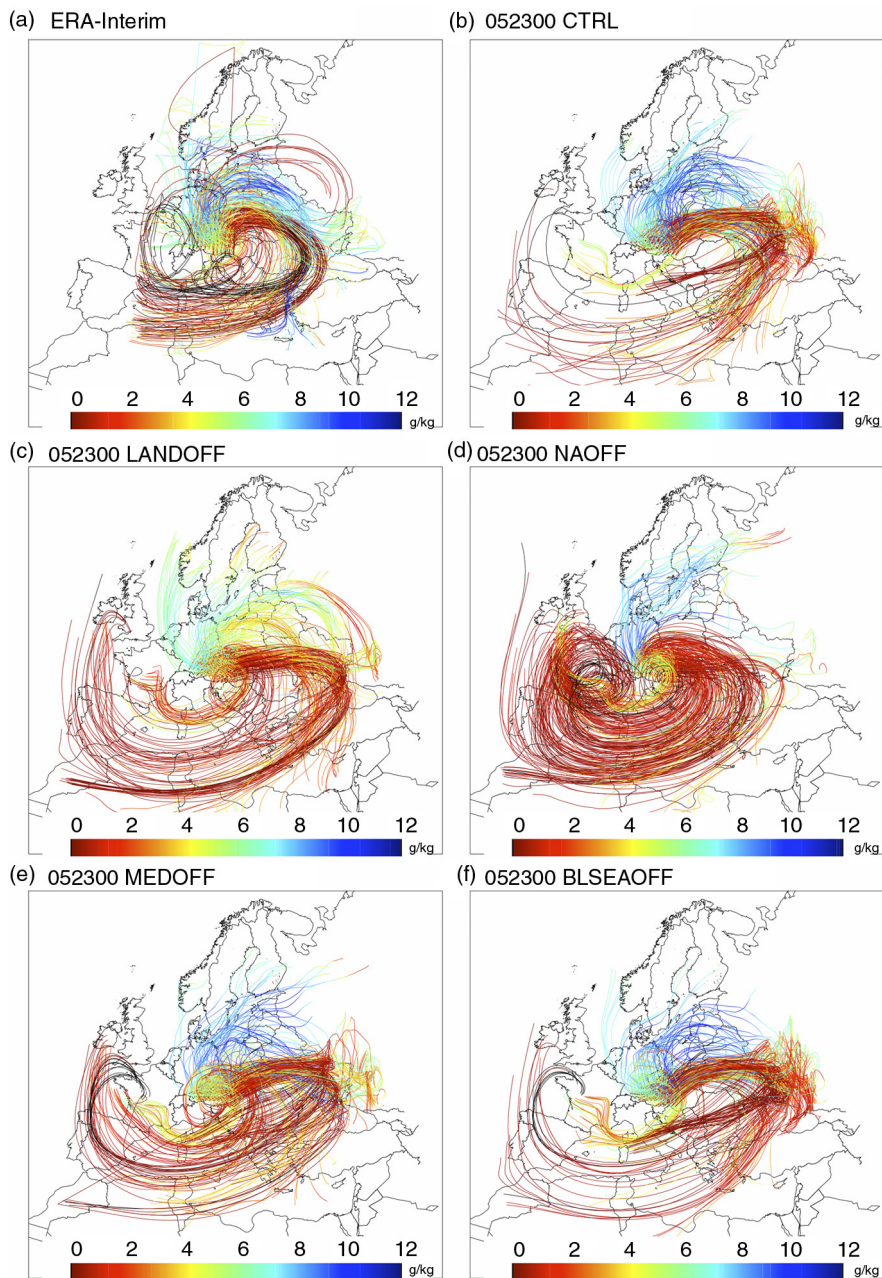 (a) ERA-Interim
(b) 052300 CTRL
0 2 4 6 8 10 12
g/kg
0 2 4 6 8 10 12
g/kg
(c) 052300 LANDOFF
(d) 052300 NAOFF
0 2 4 6 8 10 12
g/kg
0 2 4 6 8 10 12
g/kg
(e) 052300 MEDOFF
(f) 052300 BLSEAOFF
0 2 4 6 8 10 12
g/kg
0 2 4 6 8 10 12
g/kg